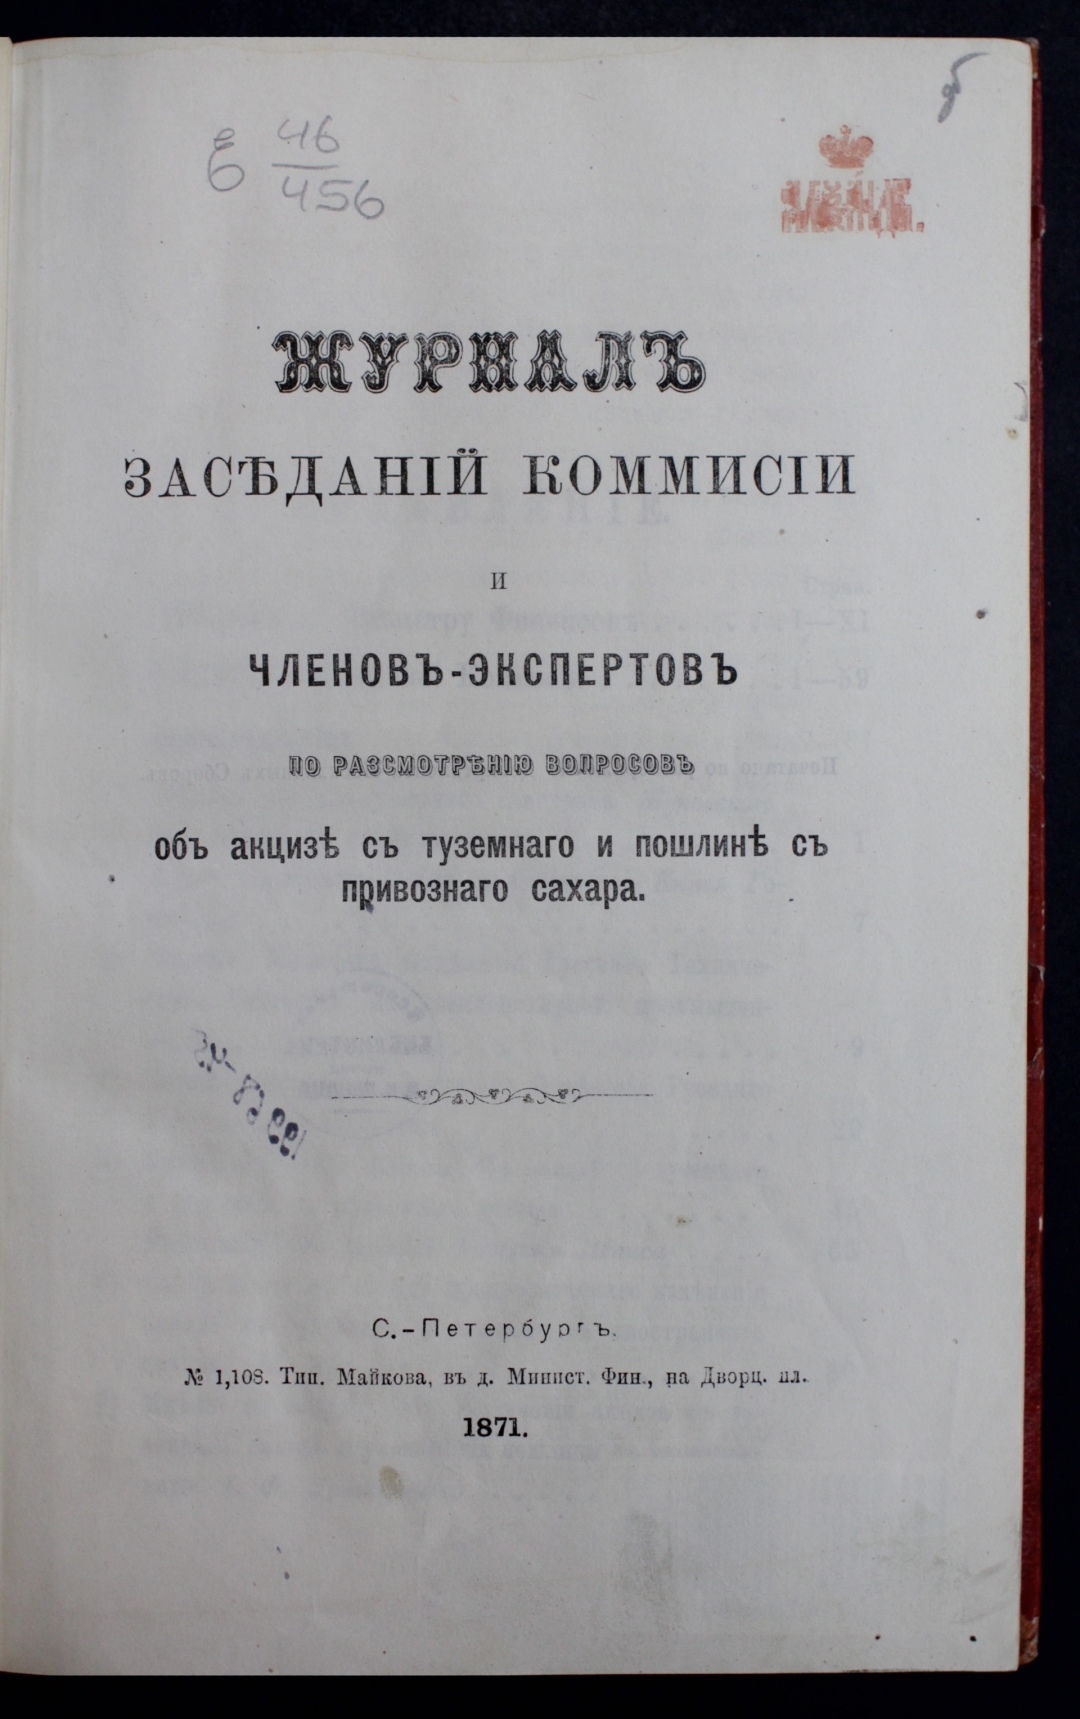 46
456
ЖУРНАЛЪ
ЗАСѢДАНІЙ КОММИСІИ
И
ЧЛЕНОВЪ-ЭКСПЕРТОВЪ
ПО РАЗСМОТРѢНІЮ ВОПРОСОВЪ
объ акцизѣ съ туземнаго и пошлинѣ съ
привознаго сахара.
С.-Петербургъ.
№ 1,108. Тип. Майкова, въ д. Минист. Фин., на Дворц. пл.
1871.